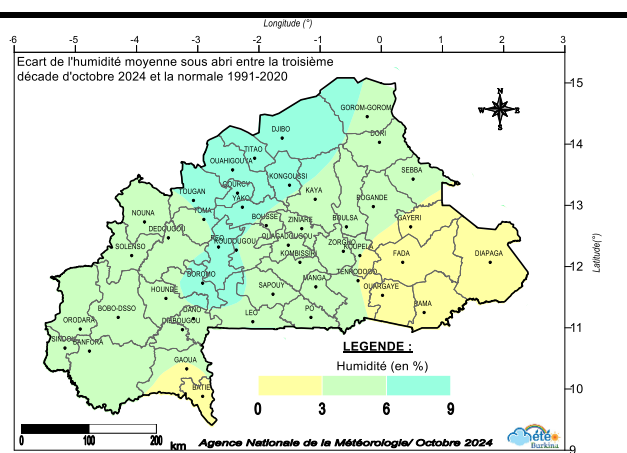 Longitude (°)
-6 -5 -4 -3 -2 -1 0 1 2 3
Ecart de l'humidité moyenne sous abri entre la troisième
décade d'octobre 2024 et la normale 1991-2020
15
N
W E
S
GOROM-GOROM
DJIBO
DORI
14
TITAO
OUAHIGOUYA
KONGOUSSI
SEBBA
GOURCY
TOUGAN
YAKO
KAYA
BOGANDE
13
NOUNA
TOMA
BOUSSE
ZINIARE
BOULSA
GAYERI
DEDOUGOU
REO
KOUDOUGOU
OUAGADOUGOU
ZORGHO
KOUPELA
SOLENSO
KOMBISSIRI
FADA
DIAPAGA
Latitude(°)
12
BOROMO
TENKODOGO
HOUNDE
SAPOUY
MANGA
OUARGAYE
BOBO-DSSO
DANO
LEO
PO
PAMA
ORODARA
DIABOUGOU
11
SINDOU
BANFORA
LEGENDE :
GAOUA
Humidité (en %)
BATIE
10
0 3 6 9
0 100 200
km
Agence Nationale de la Météorologie/ Octobre 2024
météo
Burkina
9